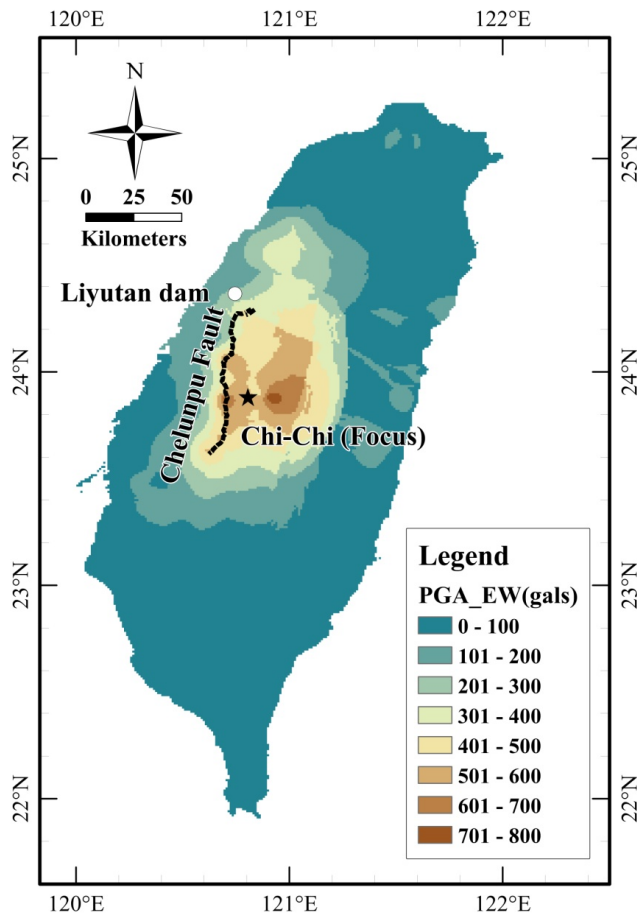 120°E 121°E 122°E
N
25°N 25°N
0 25 50
Kilometers
Liyutan dam
Chelunpu Fault
24°N 24°N
Chi-Chi (Focus)
Legend
PGA_EW(gals)
0 - 100
101 - 200
201 - 300
301 - 400
401 - 500
501 - 600
601 - 700
701 - 800
23°N 23°N
22°N 22°N
120°E 121°E 122°E